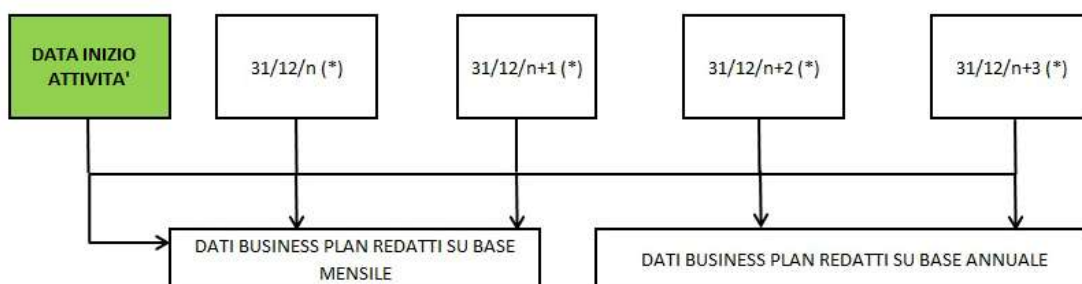 DATA INIZIO
ATTIVITA'
31/12/n (*)
31/12/n+1 (*)
31/12/n+2 (*)
31/12/n+3 (*)
DATI BUSINESS PLAN REDATTI SU BASE
MENSILE
DATI BUSINESS PLAN REDATTI SU BASE ANNUALE